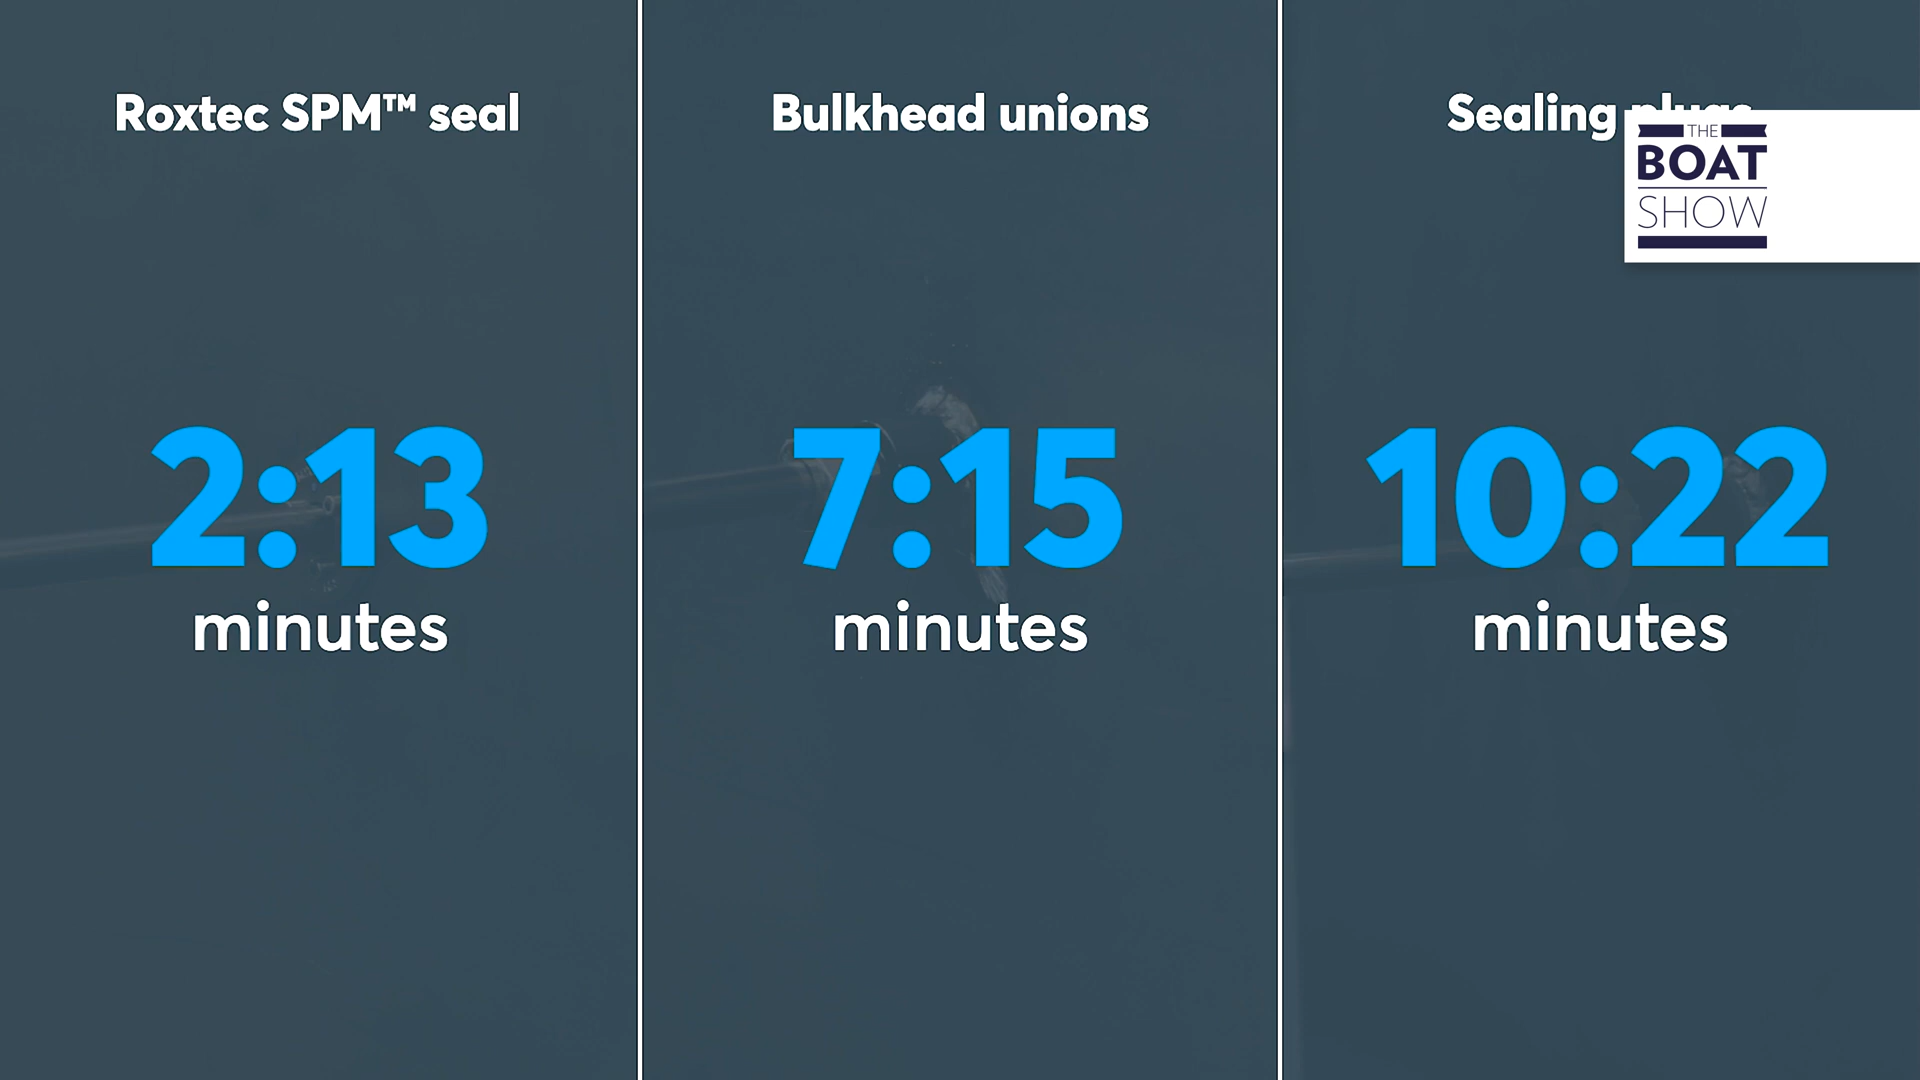 Roxtec SPM™ seal
2:13
minutes
Bulkhead unions
7:15
minutes
Sealing
10:22
minutes
THE
BOAT
SHOW